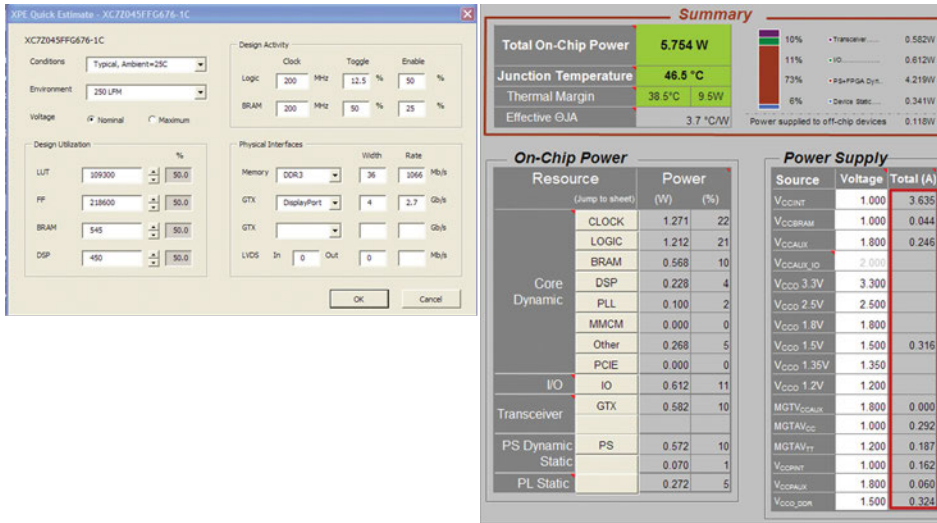 XPE Quick Estimate - XC7Z045FFG676-1C
XC7Z045FFG676-1C
Conditions Typical, Ambient=25C
Environment 250 LFM
Voltage Nominal Maximum
Design Utilization
%
LUT 109300 50.0
FF 218600 50.0
BRAM 545 50.0
DSP 450 50.0
Design Activity
Clock Toggle Enable
Logic 200 MHz 12.5 % 50 %
BRAM 200 MHz 50 % 25 %
Physical Interfaces
Width Rate
Memory DDR3 36 1066 Mb/s
GTX DisplayPort 4 2.7 Gb/s
GTX Gb/s
LVDS In 0 Out 0 Mb/s
OK Cancel
Summary
Total On-Chip Power 5.754 W
Junction Temperature 46.5 °C
Thermal Margin 38.5°C 9.5W
Effective ΘJA 3.7 °C/W
10% Transceiver...... 0.582W
11% IO...... 0.612W
73% PS+FPGA Dyn.. 4.219W
6% Device Static.... 0.341W
Power supplied to off-chip devices 0.118W
On-Chip Power
Resource Power
(Jump to sheet) (W) (%)
Core Dynamic
CLOCK 1.271 22
LOGIC 1.212 21
BRAM 0.568 10
DSP 0.228 4
PLL 0.100 2
MMCM 0.000 0
Other 0.268 5
PCIE 0.000 0
I/O IO 0.612 11
Transceiver GTX 0.582 10
PS Dynamic PS 0.572 10
Static 0.070 1
PL Static 0.272 5
Power Supply
Source Voltage Total (A)
VCCINT 1.000 3.635
VCCBRAM 1.000 0.044
VCCAUX 1.800 0.246
VCCAUX_IO 2.000
VCCO 3.3V 3.300
VCCO 2.5V 2.500
VCCO 1.8V 1.800
VCCO 1.5V 1.500 0.316
VCCO 1.35V 1.350
VCCO 1.2V 1.200
MGTVCCAUX 1.800 0.000
MGTAVCC 1.000 0.292
MGTAVTT 1.200 0.187
VCCPINT 1.000 0.162
VCCPAUX 1.800 0.060
VCCO_DDR 1.500 0.324